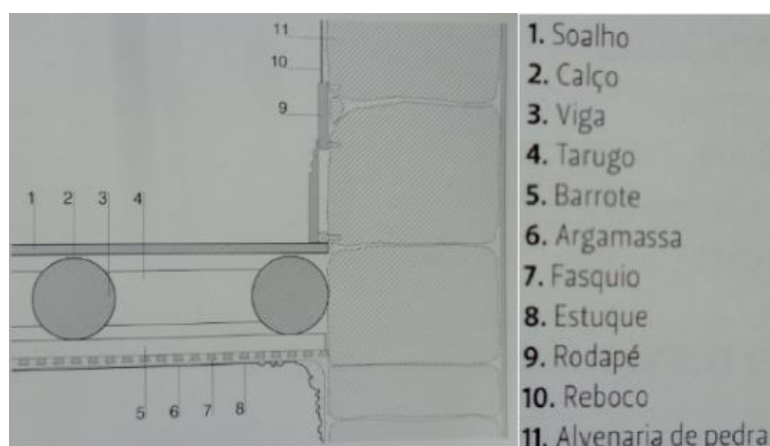 11
10
9
1 2 3 4
5 6 7 8
1. Soalho
2. Calço
3. Viga
4. Tarugo
5. Barrote
6. Argamassa
7. Fasquio
8. Estuque
9. Rodapé
10. Reboco
11. Alvenaria de pedra